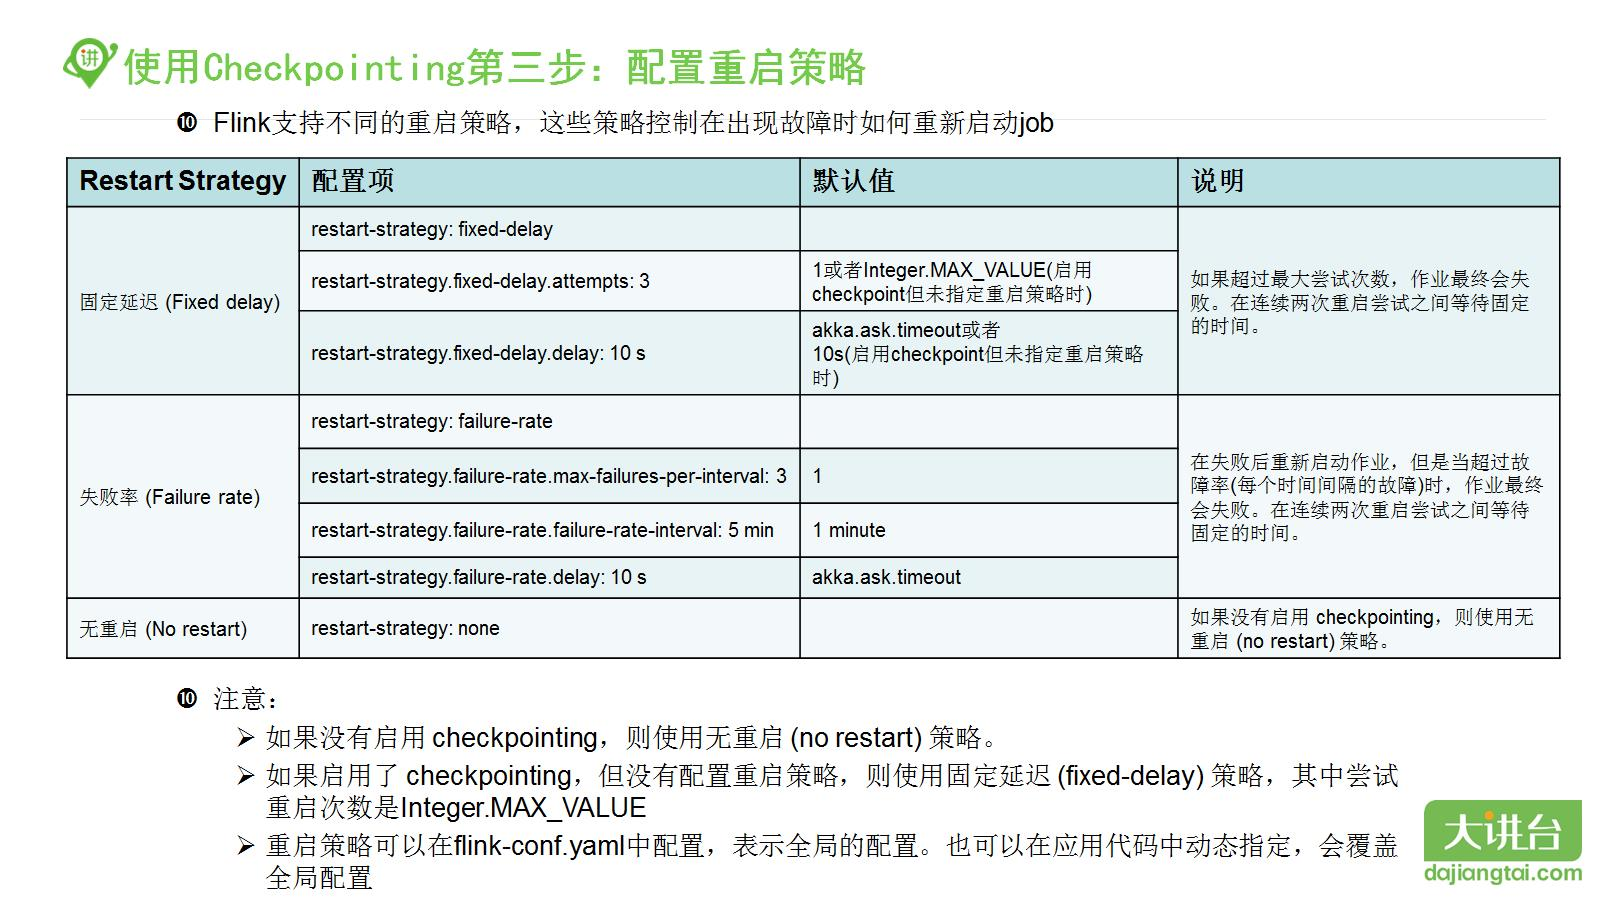 讲
使用Checkpointing第三步：配置重启策略
❿ Flink支持不同的重启策略，这些策略控制在出现故障时如何重新启动job
Restart Strategy 配置项 默认值 说明
固定延迟 (Fixed delay)
restart-strategy: fixed-delay
restart-strategy.fixed-delay.attempts: 3
1或者Integer.MAX_VALUE(启用
checkpoint但未指定重启策略时)
restart-strategy.fixed-delay.delay: 10 s
akka.ask.timeout或者
10s(启用checkpoint但未指定重启策略
时)
如果超过最大尝试次数，作业最终会失
败。在连续两次重启尝试之间等待固定
的时间。
失败率 (Failure rate)
restart-strategy: failure-rate
restart-strategy.failure-rate.max-failures-per-interval: 3 1
restart-strategy.failure-rate.failure-rate-interval: 5 min 1 minute
restart-strategy.failure-rate.delay: 10 s akka.ask.timeout
在失败后重新启动作业，但是当超过故
障率(每个时间间隔的故障)时，作业最终
会失败。在连续两次重启尝试之间等待
固定的时间。
无重启 (No restart) restart-strategy: none
如果没有启用 checkpointing，则使用无
重启 (no restart) 策略。
❿ 注意：
➢ 如果没有启用 checkpointing，则使用无重启 (no restart) 策略。
➢ 如果启用了 checkpointing，但没有配置重启策略，则使用固定延迟 (fixed-delay) 策略，其中尝试
重启次数是Integer.MAX_VALUE
➢ 重启策略可以在flink-conf.yaml中配置，表示全局的配置。也可以在应用代码中动态指定，会覆盖
全局配置
大讲台
dajiangtai.com